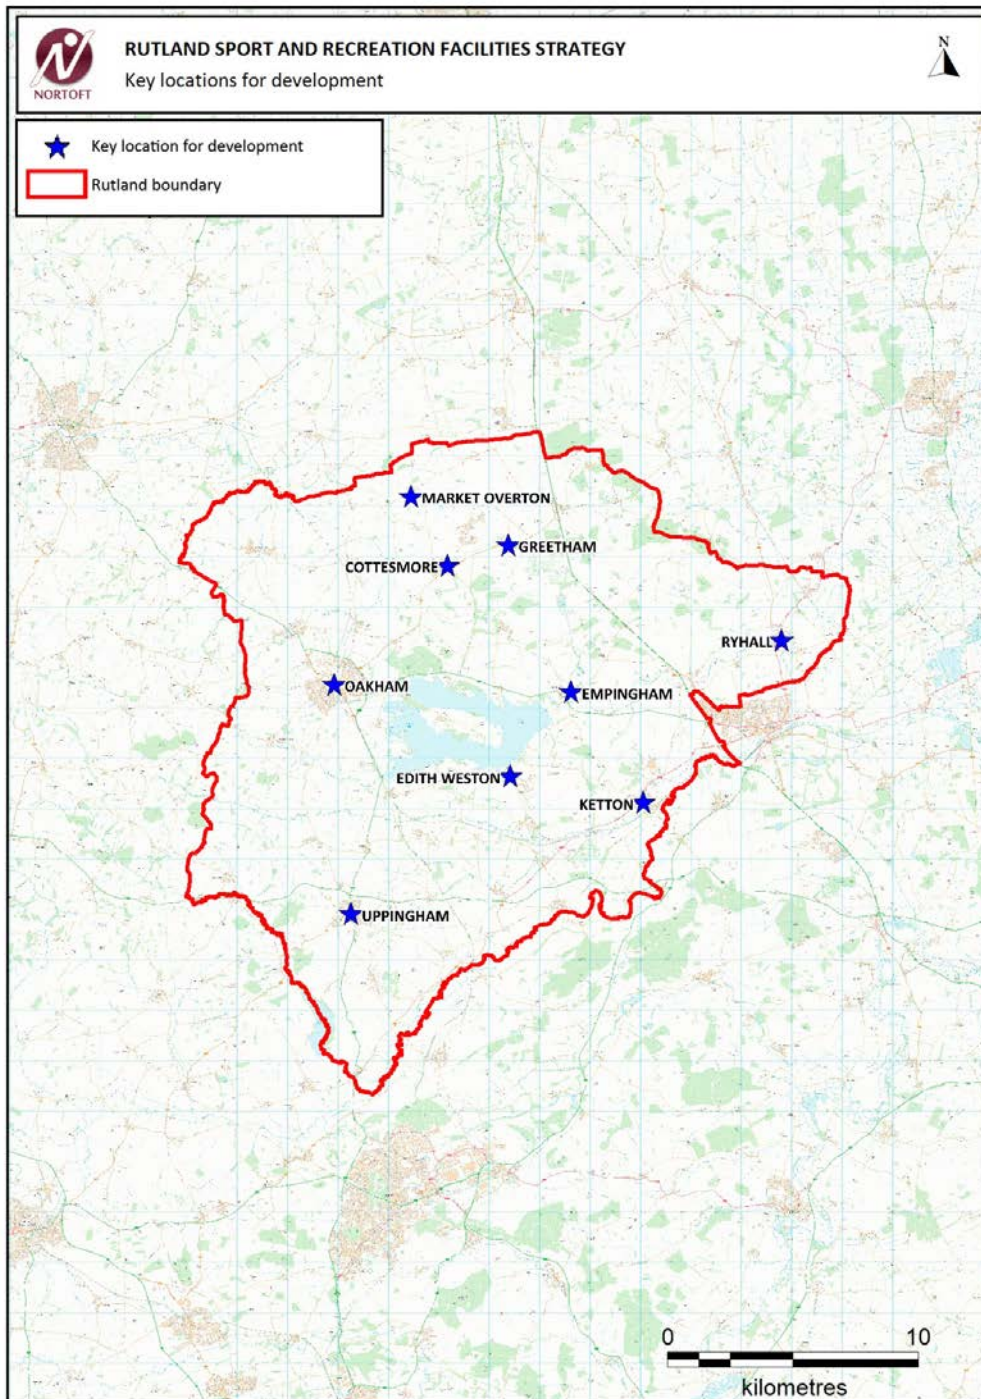 RUTLAND SPORT AND RECREATION FACILITIES STRATEGY
Key locations for development
NORTOFT
N
Key location for development
Rutland boundary
MARKET OVERTON
GREETHAM
COTTESMORE
RYHALL
OAKHAM
EMPINGHAM
EDITH WESTON
KETTON
UPPINGHAM
0 10
kilometres